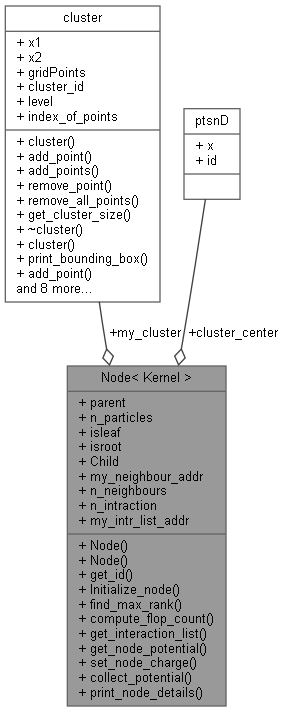 cluster
+ x1
+ x2
+ gridPoints
+ cluster_id
+ level
+ index_of_points
+ cluster()
+ add_point()
+ add_points()
+ remove_point()
+ remove_all_points()
+ get_cluster_size()
+ ~cluster()
+ cluster()
+ print_bounding_box()
+ add_point()
and 8 more...
ptsnD
+ x
+ id
+my_cluster
+cluster_center
Node< Kernel >
+ parent
+ n_particles
+ isleaf
+ isroot
+ Child
+ my_neighbour_addr
+ n_neighbours
+ n_intraction
+ my_intr_list_addr
+ Node()
+ Node()
+ get_id()
+ Initialize_node()
+ find_max_rank()
+ compute_flop_count()
+ get_interaction_list()
+ get_node_potential()
+ set_node_charge()
+ collect_potential()
+ print_node_details()